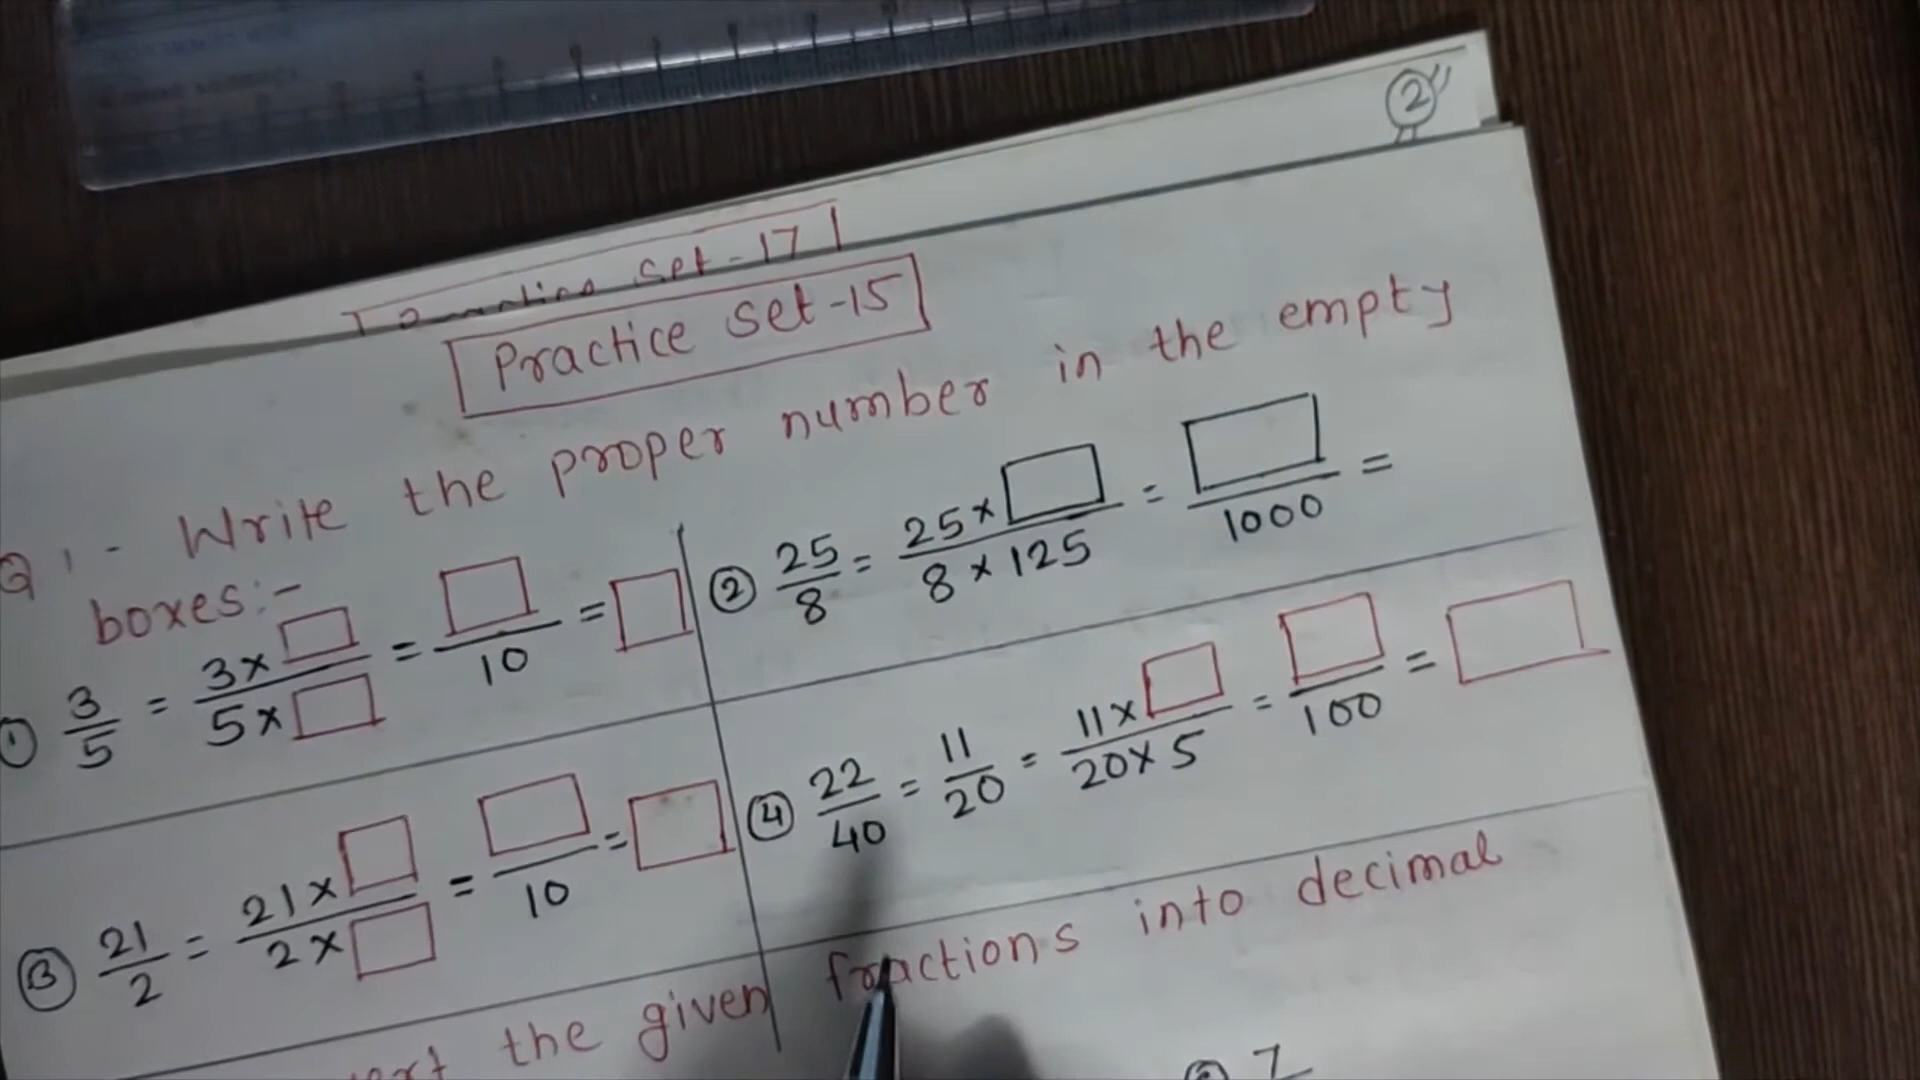 2
Practice Set-17
Practice Set-15
Q1- Write the proper number in the empty
boxes:-
① 3/5 = 3×□/5×□ = □/10 = □
② 25/8 = 25×□/8×125 = □/1000 =
③ 21/2 = 21×□/2×□ = □/10 = □
④ 22/40 = 11/20 = 11×□/20×5 = □/100 = □
the given fractions into decimal
7